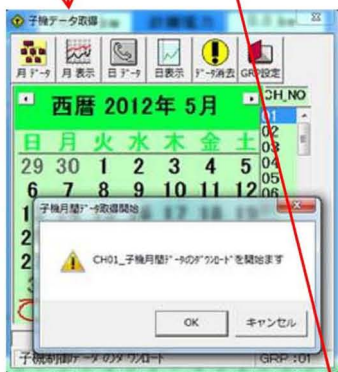 子機データ取得
月ﾃﾞｰﾀ 月表示 日ﾃﾞｰﾀ 日表示 ﾃﾞｰﾀ消去 GRP設定
西暦 2012年 5月
CH_NO
日 月 火 水 木 金 土
29 30 1 2 3 4 5
6 7 8 9 10 11 12
01
02
03
04
05
06
子機月間ﾃﾞｰﾀ取得開始
CH01_子機月間ﾃﾞｰﾀのﾀﾞｳﾝﾛｰﾄﾞを開始ます
OK
キャンセル
子機制御ﾃﾞｰﾀ のﾀﾞｳﾝﾛｰﾄﾞ
GRP :01